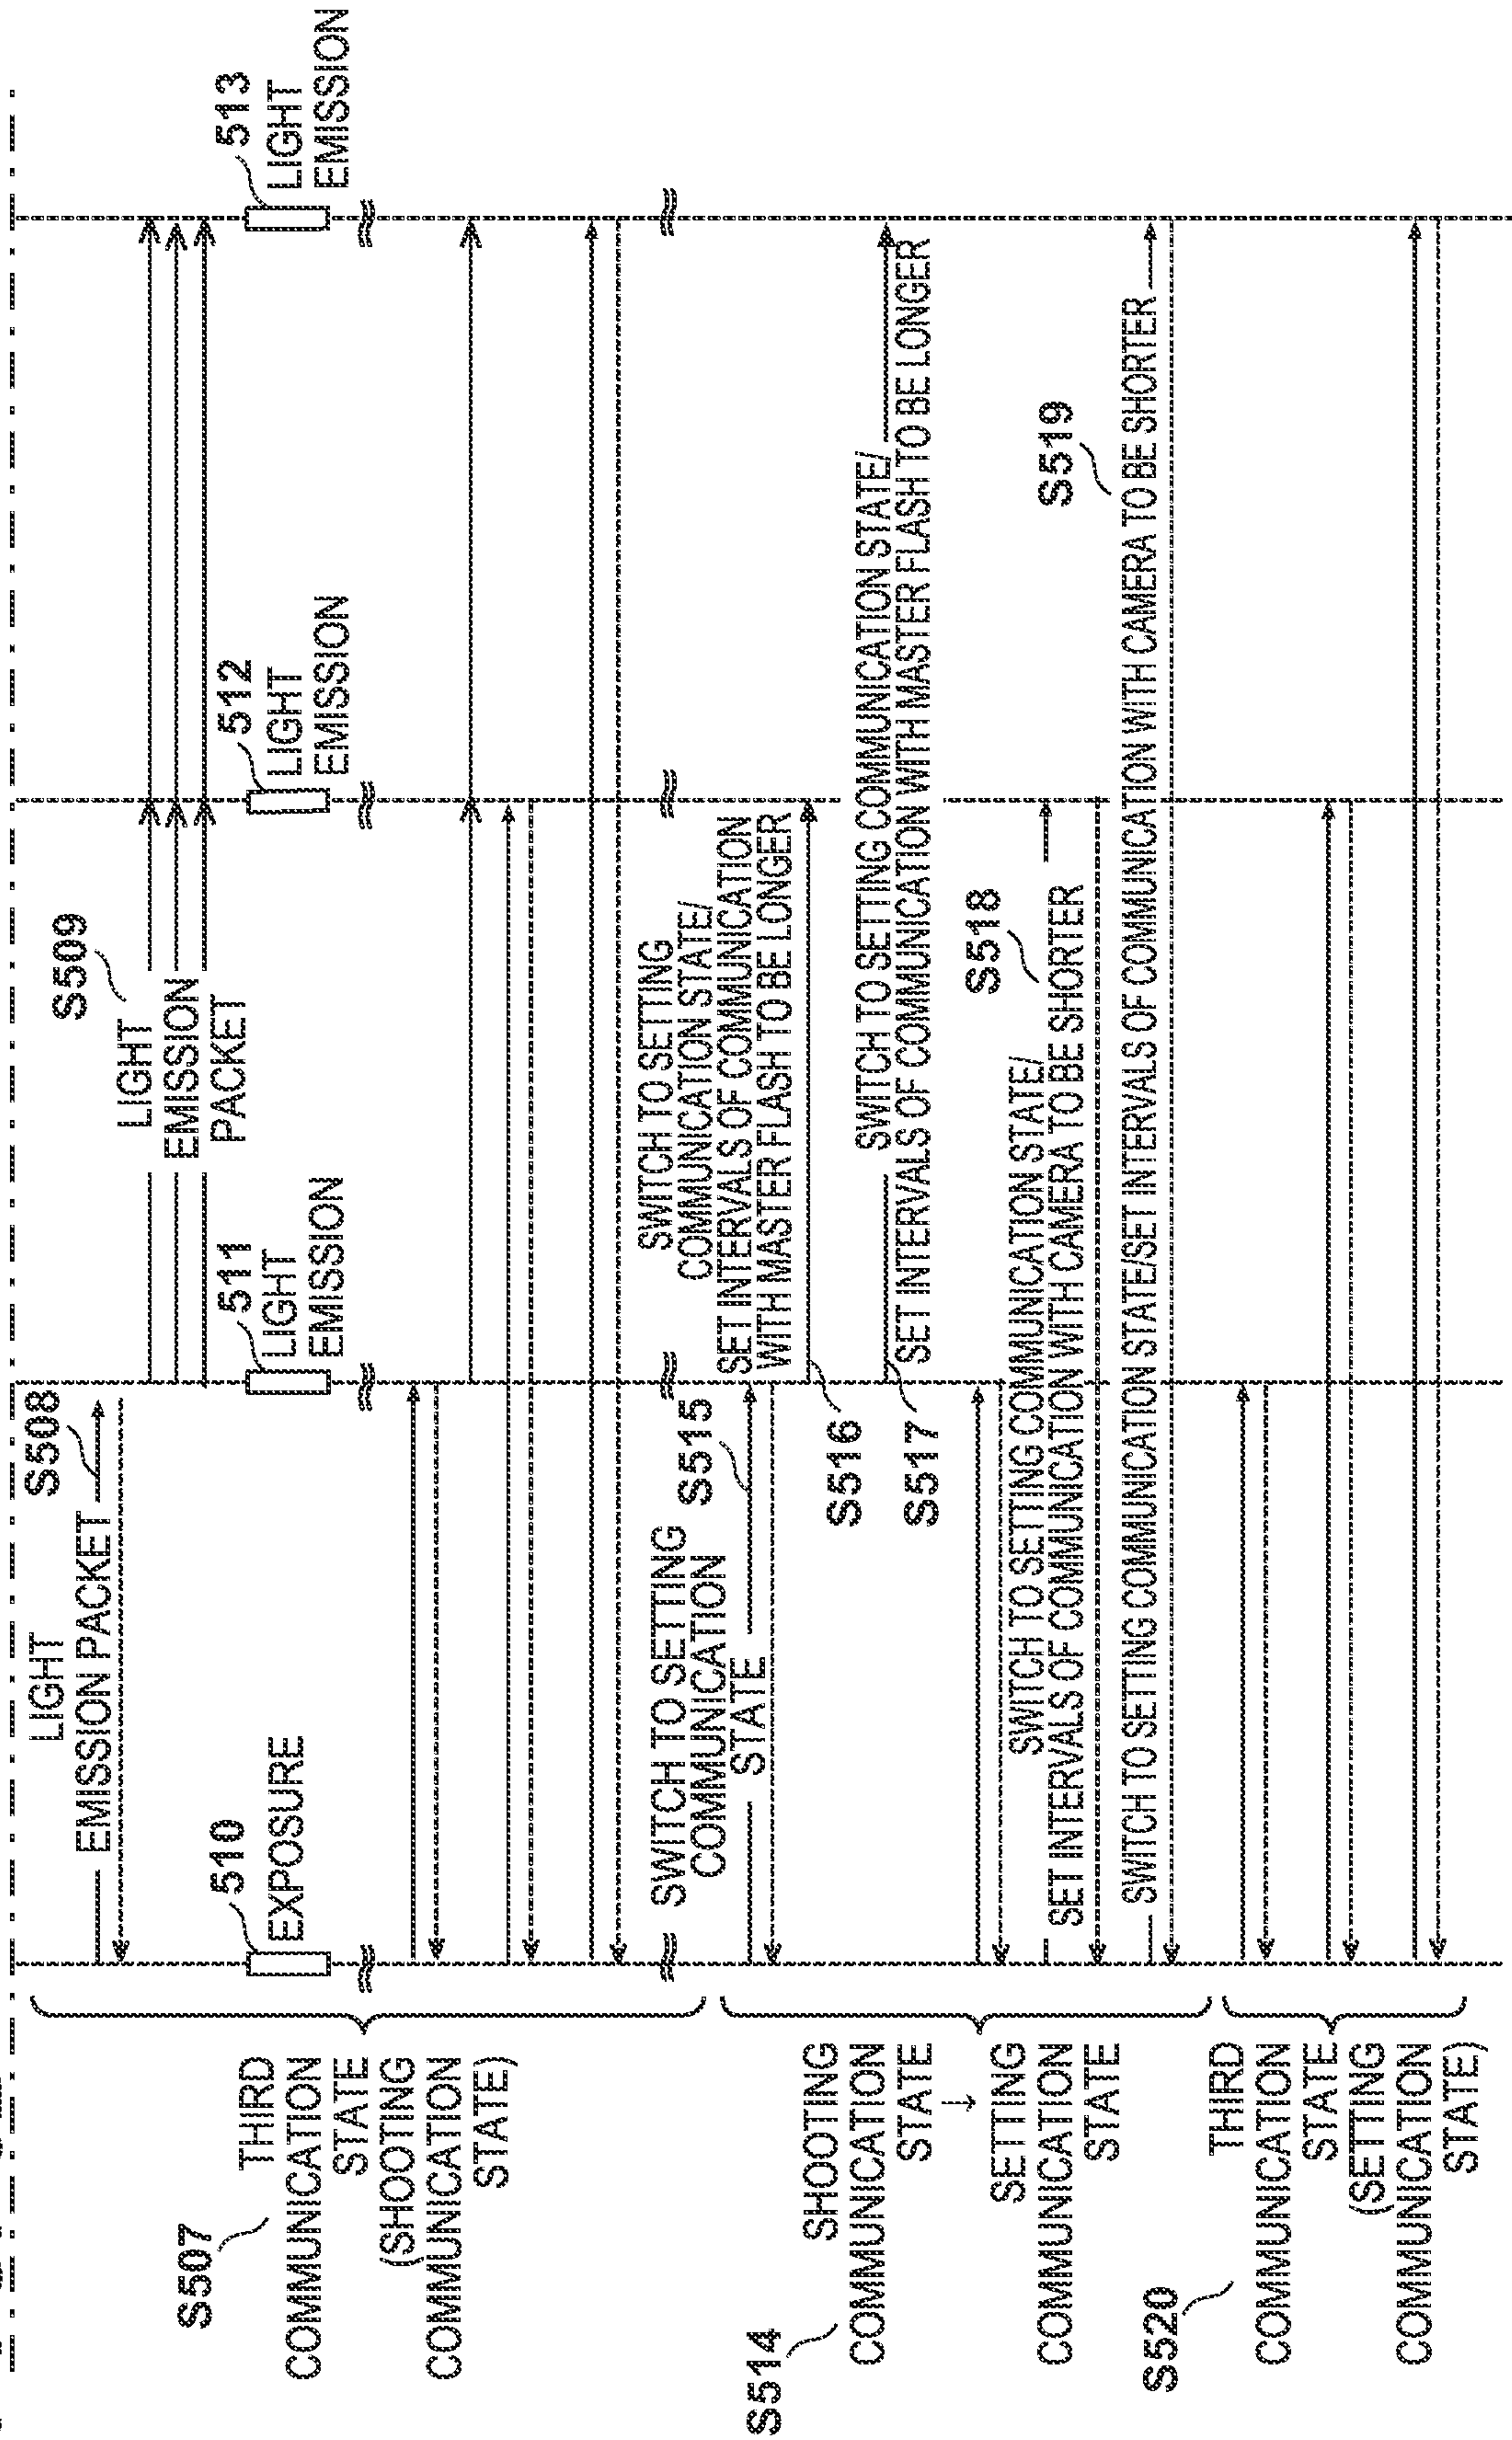 S507
THIRD
COMMUNICATION
STATE
(SHOOTING
COMMUNICATION
STATE)
LIGHT
EMISSION PACKET
S508
S509
LIGHT
EMISSION
PACKET
510
EXPOSURE
511
LIGHT
EMISSION
512
LIGHT
EMISSION
513
LIGHT
EMISSION
S514
SHOOTING
COMMUNICATION
STATE
↓
SETTING
COMMUNICATION
STATE
SWITCH TO SETTING
COMMUNICATION
STATE
S515
SWITCH TO SETTING
COMMUNICATION STATE/
SET INTERVALS OF COMMUNICATION
WITH MASTER FLASH TO BE LONGER
S516
SWITCH TO SETTING COMMUNICATION STATE/
SET INTERVALS OF COMMUNICATION WITH MASTER FLASH TO BE LONGER
S517
S518
SWITCH TO SETTING COMMUNICATION STATE/
SET INTERVALS OF COMMUNICATION WITH CAMERA TO BE SHORTER
S519
SWITCH TO SETTING COMMUNICATION STATE/SET INTERVALS OF COMMUNICATION WITH CAMERA TO BE SHORTER
S520
THIRD
COMMUNICATION
STATE
(SETTING
COMMUNICATION
STATE)